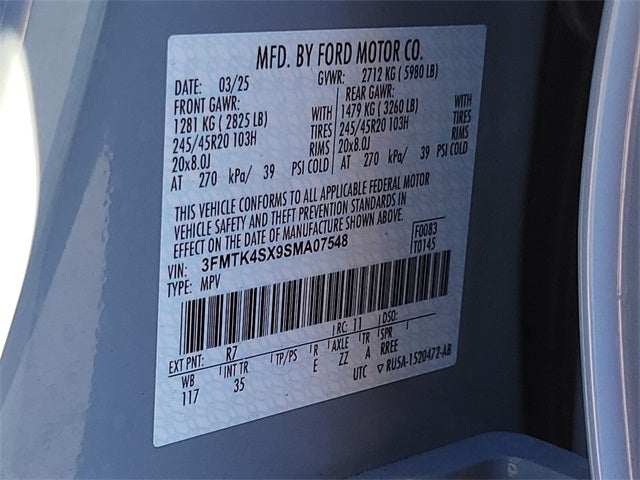 MFD. BY FORD MOTOR CO.
DATE: 03/25 GVWR: 2712 KG ( 5980 LB)
FRONT GAWR: REAR GAWR:
1281 KG ( 2825 LB) WITH 1479 KG ( 3260 LB) WITH
245/45R20 103H TIRES 245/45R20 103H TIRES
20x8.0J RIMS 20x8.0J RIMS
AT 270 kPa/ 39 PSI COLD AT 270 kPa/ 39 PSI COLD
THIS VEHICLE CONFORMS TO ALL APPLICABLE FEDERAL MOTOR
VEHICLE SAFETY AND THEFT PREVENTION STANDARDS IN
EFFECT ON THE DATE OF MANUFACTURE SHOWN ABOVE.
VIN: 3FMTK4SX9SMA07548 F0083
TYPE: MPV T0145
EXT PNT: R7 RC: 11 DSO:
WB INT TR TP/PS R AXLE TR SPR
117 35 E ZZ A RREE
UTC ▽ RU5A-1520472-AB